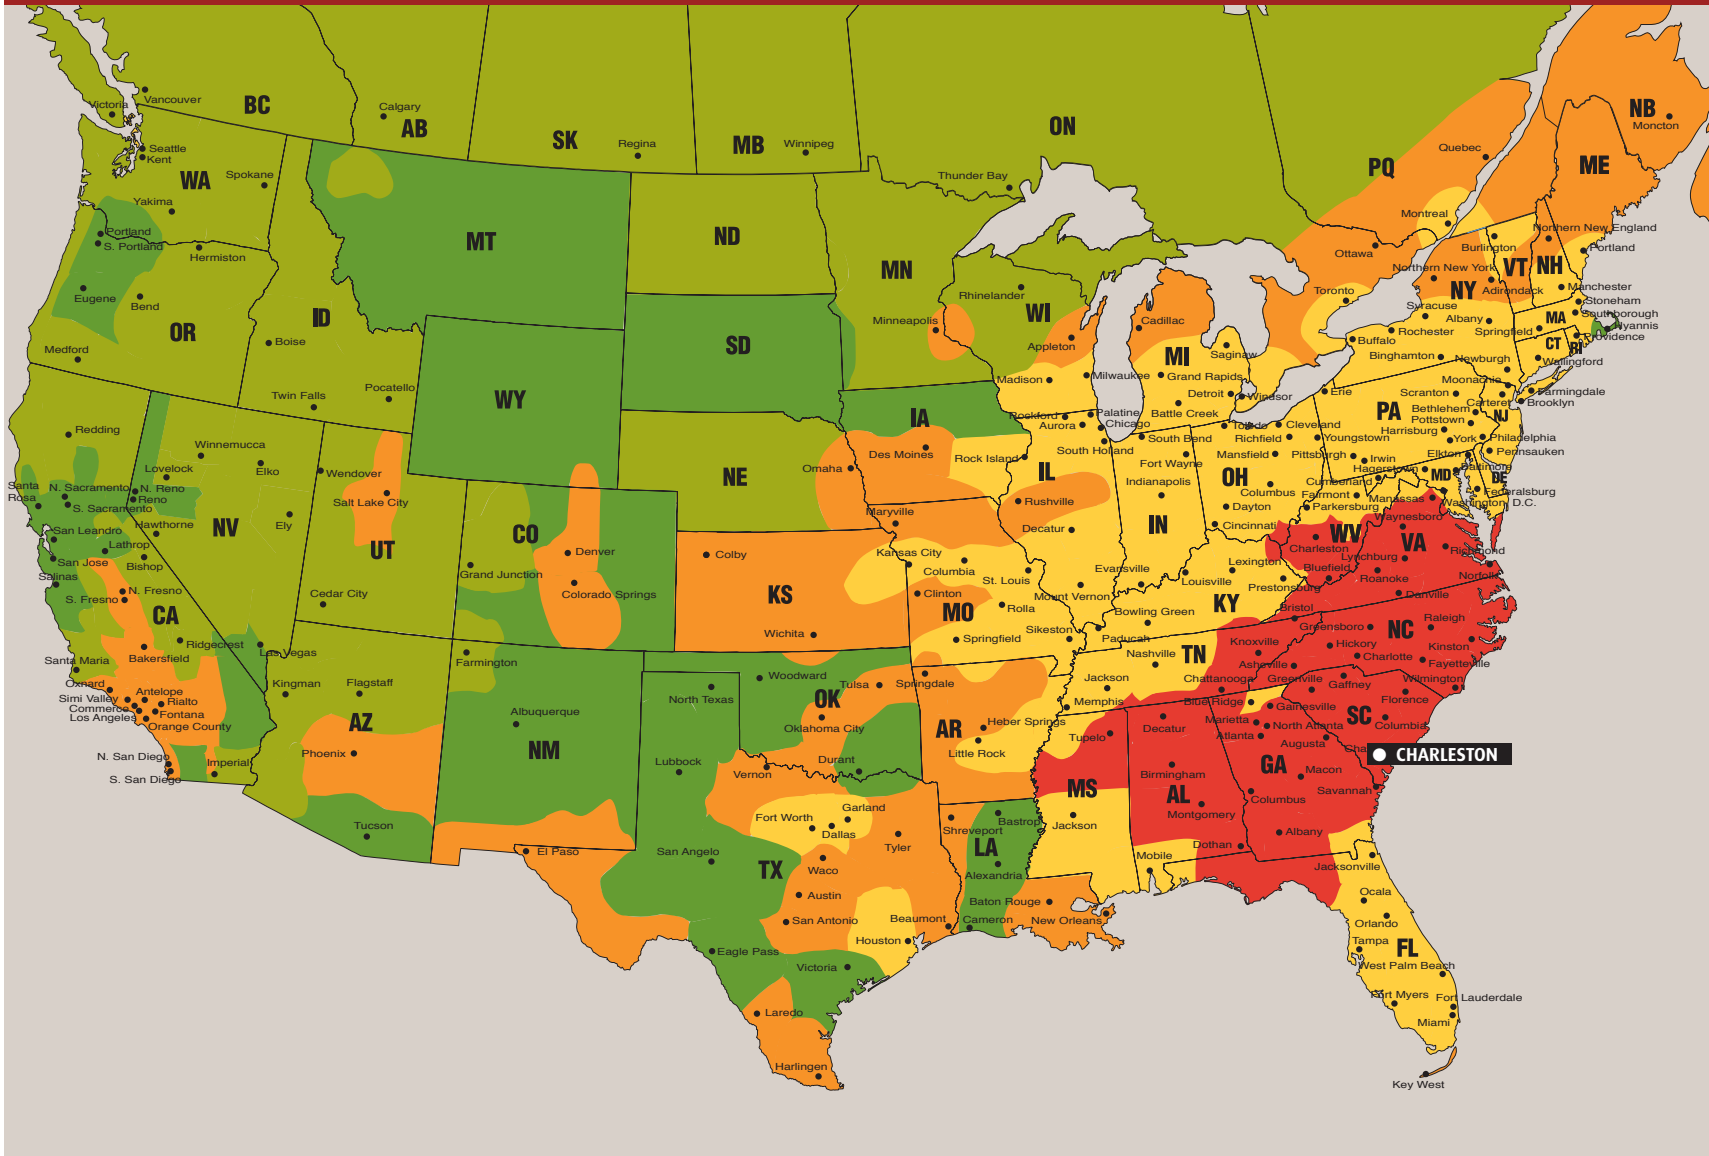 BC
AB
SK
MB
ON
PQ
NB
ME
Victoria
Vancouver
Calgary
Regina
Winnipeg
Thunder Bay
Quebec
Moncton
Montreal
Ottawa
Toronto
Seattle
Kent
WA
Spokane
Yakima
Portland
S. Portland
Hermiston
Eugene
Bend
OR
Medford
ID
Boise
Twin Falls
Pocatello
MT
ND
SD
WY
NE
Omaha
MN
Minneapolis
WI
Rhinelander
Appleton
Madison
Milwaukee
MI
Cadillac
Saginaw
Grand Rapids
Detroit
Windsor
Battle Creek
IA
Des Moines
Rock Island
IL
Rockford
Palatine
Aurora
Chicago
South Holland
Rushville
Decatur
Mount Vernon
IN
South Bend
Fort Wayne
Indianapolis
Evansville
OH
Toledo
Cleveland
Richfield
Youngstown
Mansfield
Columbus
Dayton
Cincinnati
PA
Erie
Scranton
Bethlehem
Pottstown
Harrisburg
York
Philadelphia
Pittsburgh
Irwin
NY
Northern New York
Adirondack
Syracuse
Albany
Rochester
Buffalo
Binghamton
Newburgh
Farmingdale
Brooklyn
VT
Burlington
NH
Northern New England
Portland
Manchester
MA
Stoneham
Southborough
Hyannis
Springfield
Providence
CT
RI
Wallingford
NJ
Moonachie
Carteret
Pennsauken
MD
Hagerstown
Elkton
Baltimore
Cumberland
Federalsburg
DE
Washington, D.C.
WV
Fairmont
Parkersburg
Charleston
Bluefield
VA
Manassas
Waynesboro
Lynchburg
Richmond
Roanoke
Norfolk
Danville
Bristol
KY
Lexington
Louisville
Prestonsburg
Bowling Green
Paducah
TN
Nashville
Knoxville
Chattanooga
Jackson
Memphis
NC
Greensboro
Raleigh
Hickory
Kinston
Charlotte
Fayetteville
Asheville
Wilmington
SC
Greenville
Gaffney
Florence
Columbia
Cha
CHARLESTON
GA
Blue Ridge
Gainesville
Marietta
North Atlanta
Atlanta
Augusta
Macon
Columbus
Savannah
Albany
AL
Decatur
Birmingham
Montgomery
Dothan
Mobile
MS
Tupelo
Jackson
FL
Jacksonville
Ocala
Orlando
Tampa
West Palm Beach
Fort Myers
Fort Lauderdale
Miami
Key West
CA
Redding
Santa
Rosa
N. Sacramento
S. Sacramento
San Leandro
Lathrop
San Jose
Salinas
Bishop
N. Fresno
S. Fresno
Bakersfield
Ridgecrest
Santa Maria
Oxnard
Simi Valley
Antelope
Rialto
Commerce
Fontana
Los Angeles
Orange County
N. San Diego
S. San Diego
Imperial
NV
Winnemucca
Lovelock
Elko
N. Reno
Reno
Hawthorne
Ely
Las Vegas
UT
Wendover
Salt Lake City
Cedar City
CO
Denver
Grand Junction
Colorado Springs
AZ
Kingman
Flagstaff
Phoenix
Tucson
NM
Farmington
Albuquerque
KS
Colby
Wichita
MO
Maryville
Kansas City
Columbia
St. Louis
Clinton
Rolla
Springfield
Sikeston
OK
Woodward
Tulsa
Oklahoma City
Durant
AR
Springdale
Heber Springs
Little Rock
LA
Shreveport
Bastrop
Alexandria
Baton Rouge
Cameron
New Orleans
TX
North Texas
Lubbock
Vernon
Fort Worth
Garland
Dallas
Tyler
El Paso
San Angelo
Waco
Austin
San Antonio
Beaumont
Houston
Eagle Pass
Victoria
Laredo
Harlingen